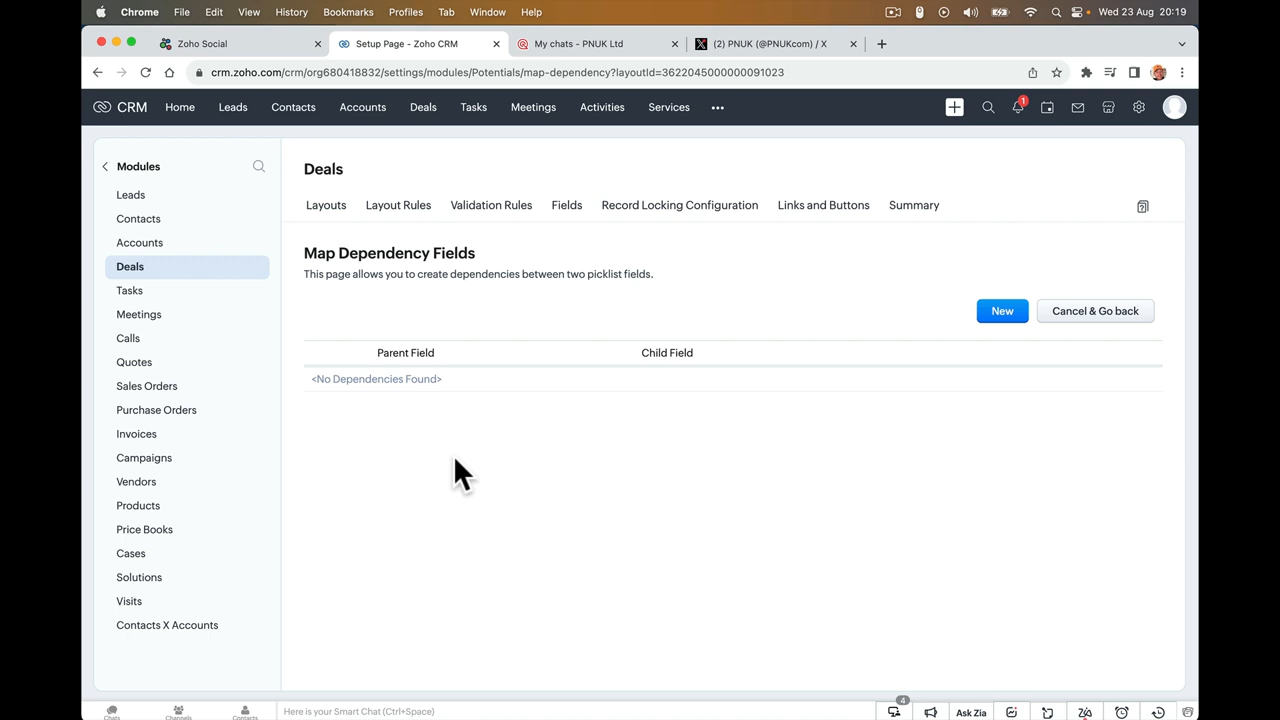 Chrome File Edit View History Bookmarks Profiles Tab Window Help Wed 23 Aug 20:19
Zoho Social Setup Page - Zoho CRM My chats - PNUK Ltd (2) PNUK (@PNUKcom) / X
crm.zoho.com/crm/org680418832/settings/modules/Potentials/map-dependency?layoutId=3622045000000091023
CRM Home Leads Contacts Accounts Deals Tasks Meetings Activities Services 1
Modules
Leads
Contacts
Accounts
Deals
Tasks
Meetings
Calls
Quotes
Sales Orders
Purchase Orders
Invoices
Campaigns
Vendors
Products
Price Books
Cases
Solutions
Visits
Contacts X Accounts
Deals
Layouts Layout Rules Validation Rules Fields Record Locking Configuration Links and Buttons Summary
Map Dependency Fields
This page allows you to create dependencies between two picklist fields.
New Cancel & Go back
Parent Field Child Field
<No Dependencies Found>
Chats Channels Contacts Here is your Smart Chat (Ctrl+Space) 4 Ask Zia